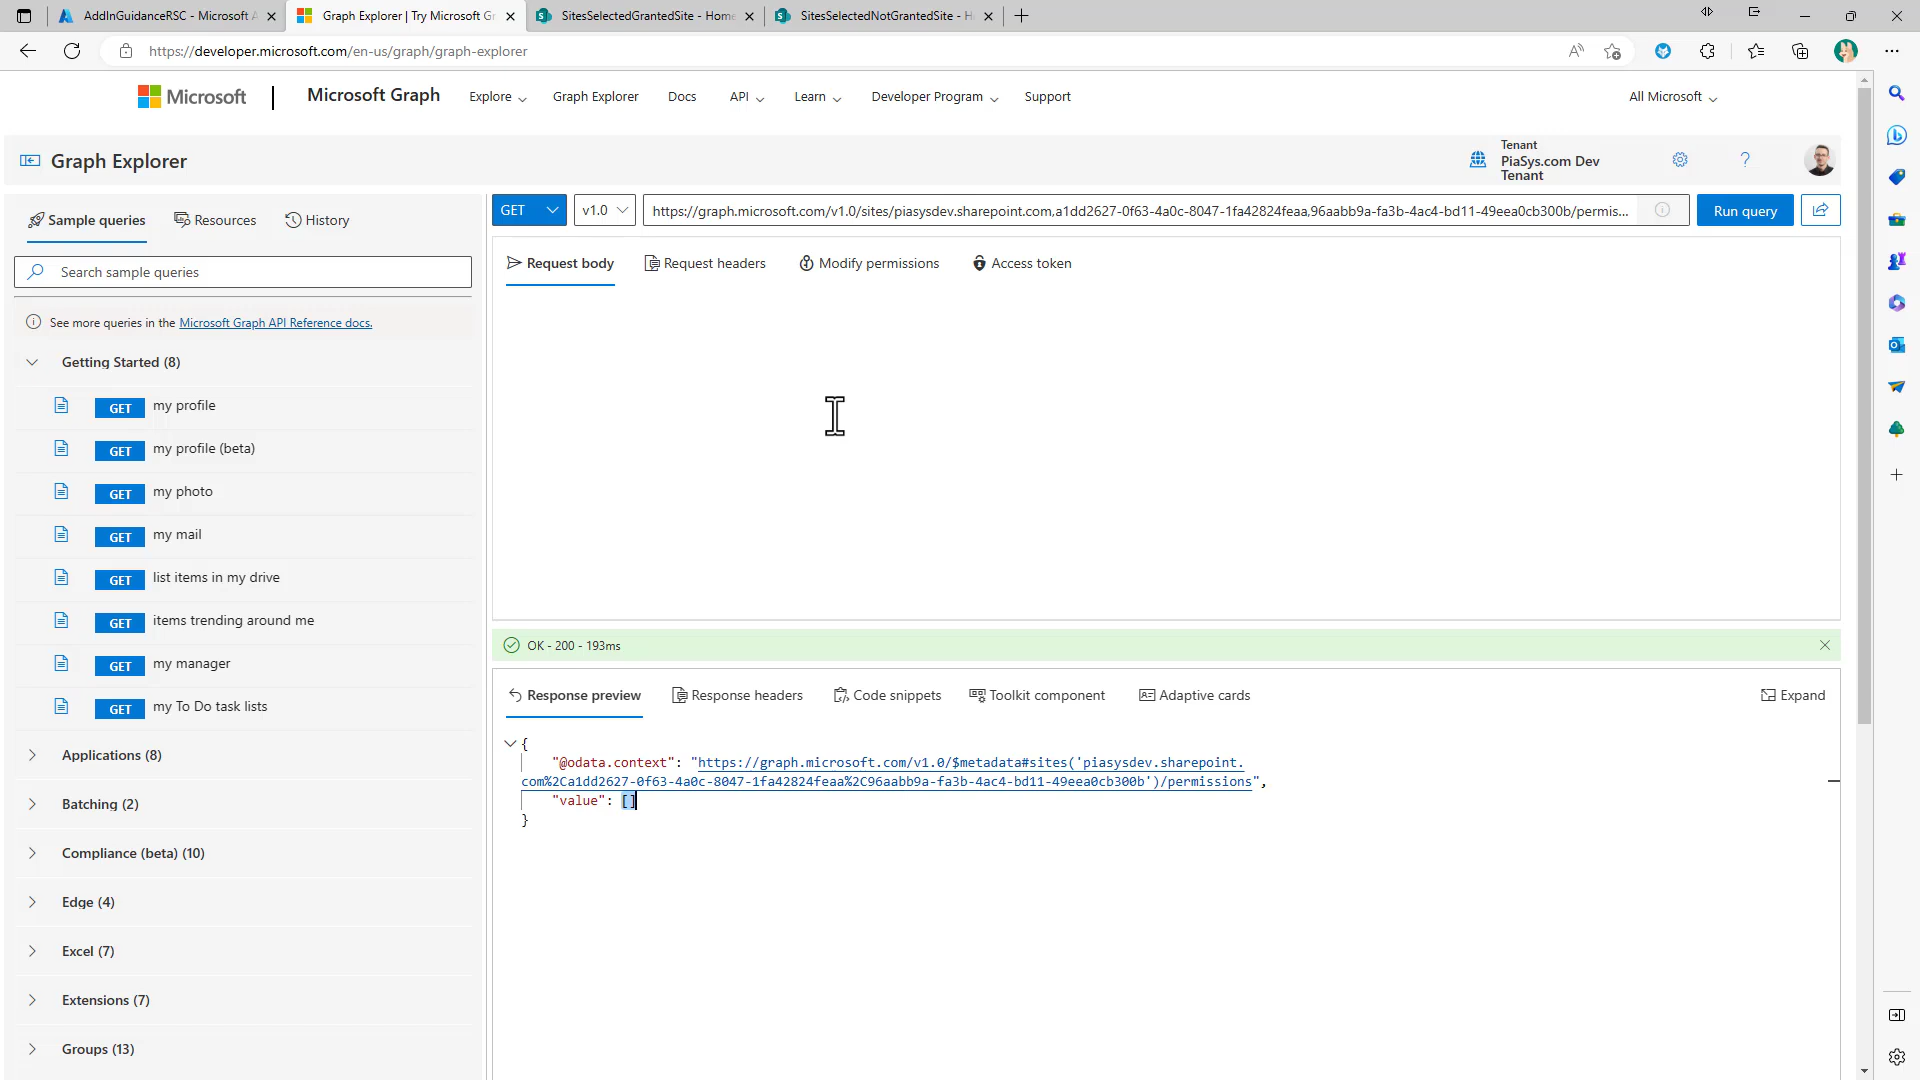 AddInGuidanceRSC - Microsoft A
Graph Explorer | Try Microsoft Gr
SitesSelectedGrantedSite - Home
SitesSelectedNotGrantedSite - H
https://developer.microsoft.com/en-us/graph/graph-explorer
Microsoft
Microsoft Graph
Explore
Graph Explorer
Docs
API
Learn
Developer Program
Support
All Microsoft
Graph Explorer
Tenant
PiaSys.com Dev
Tenant
Sample queries
Resources
History
GET
v1.0
https://graph.microsoft.com/v1.0/sites/piasysdev.sharepoint.com,a1dd2627-0f63-4a0c-8047-1fa42824feaa,96aabb9a-fa3b-4ac4-bd11-49eea0cb300b/permis...
Run query
Search sample queries
See more queries in the Microsoft Graph API Reference docs.
Getting Started (8)
GET my profile
GET my profile (beta)
GET my photo
GET my mail
GET list items in my drive
GET items trending around me
GET my manager
GET my To Do task lists
Applications (8)
Batching (2)
Compliance (beta) (10)
Edge (4)
Excel (7)
Extensions (7)
Groups (13)
Request body
Request headers
Modify permissions
Access token
OK - 200 - 193ms
Response preview
Response headers
Code snippets
Toolkit component
Adaptive cards
Expand
{
"@odata.context": "https://graph.microsoft.com/v1.0/$metadata#sites('piasysdev.sharepoint.
com%2Ca1dd2627-0f63-4a0c-8047-1fa42824feaa%2C96aabb9a-fa3b-4ac4-bd11-49eea0cb300b')/permissions",
"value": []
}